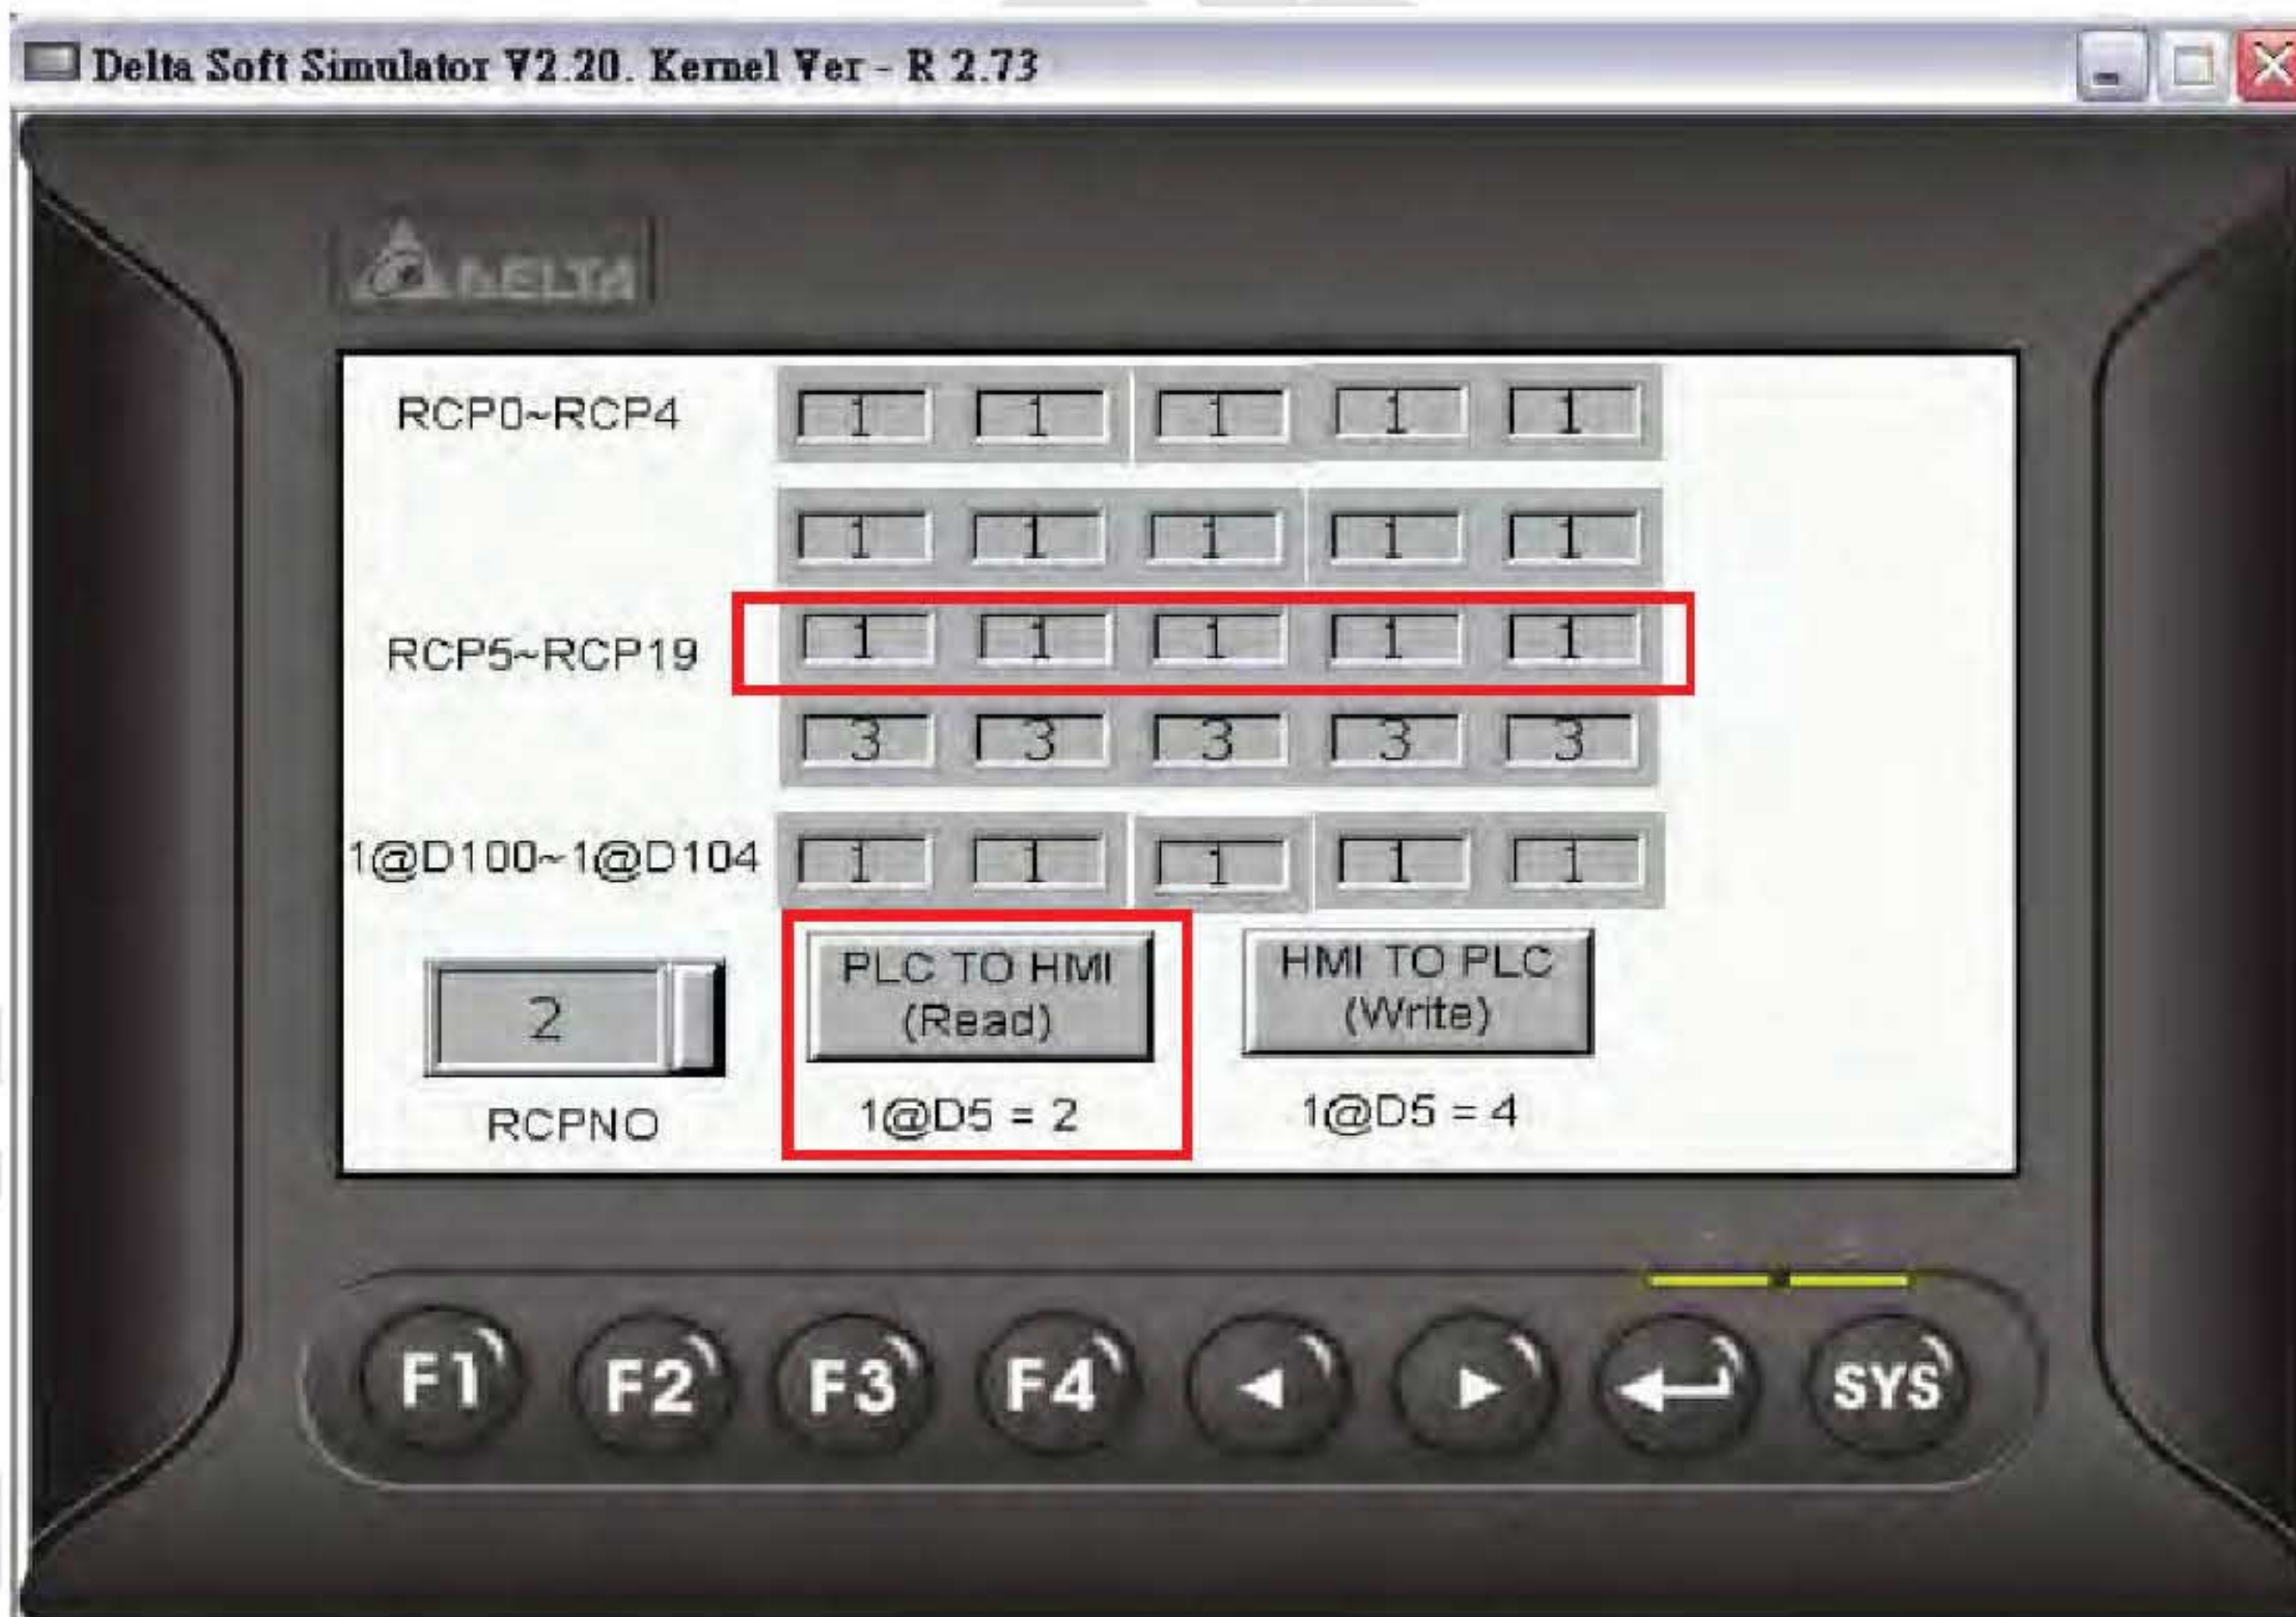 Delta Soft Simulator V2.20. Kernel Ver - R 2.73
DELTA
RCP0~RCP4 1 1 1 1 1
1 1 1 1 1
RCP5~RCP19 1 1 1 1 1
3 3 3 3 3
1@D100~1@D104 1 1 1 1 1
2
RCPNO
PLC TO HMI
(Read)
1@D5 = 2
HMI TO PLC
(Write)
1@D5 = 4
F1 F2 F3 F4 SYS